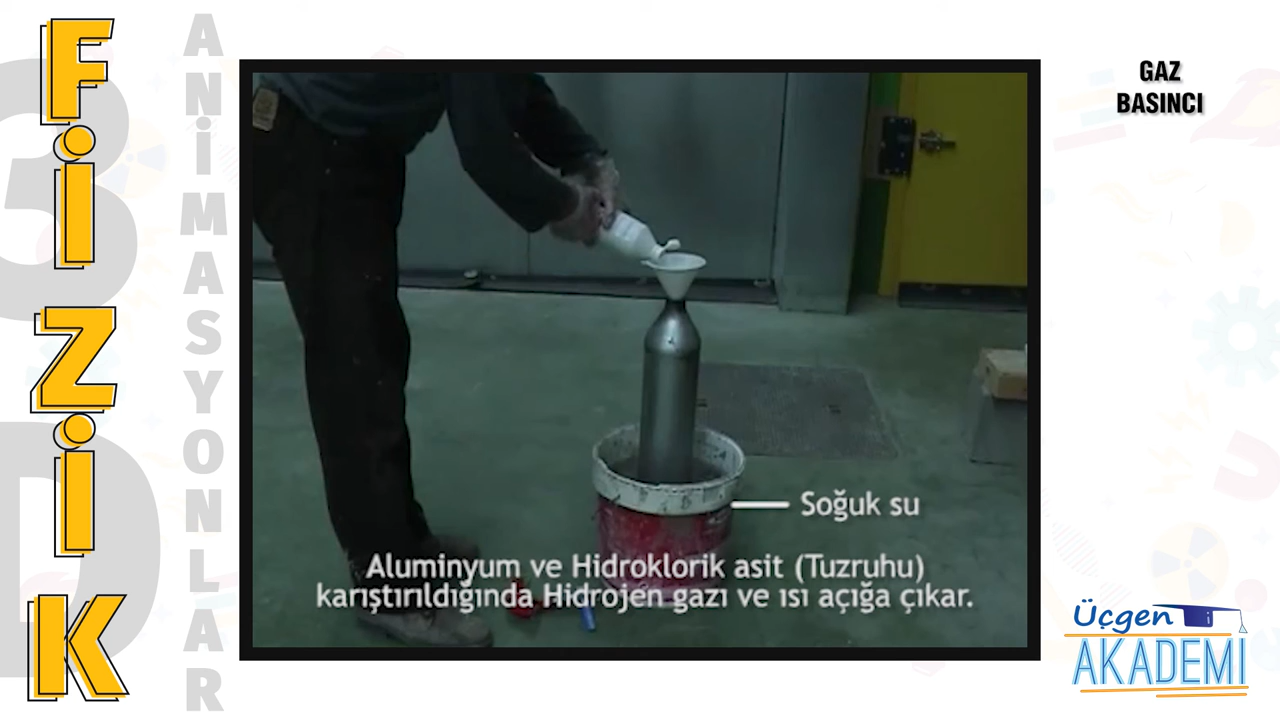 FİZİK
3D
ANİMASYONLAR
GAZ
BASINCI
Soğuk su
Aluminyum ve Hidroklorik asit (Tuzruhu)
karıştırıldığında Hidrojen gazı ve ısı açığa çıkar.
Üçgen
AKADEMİ